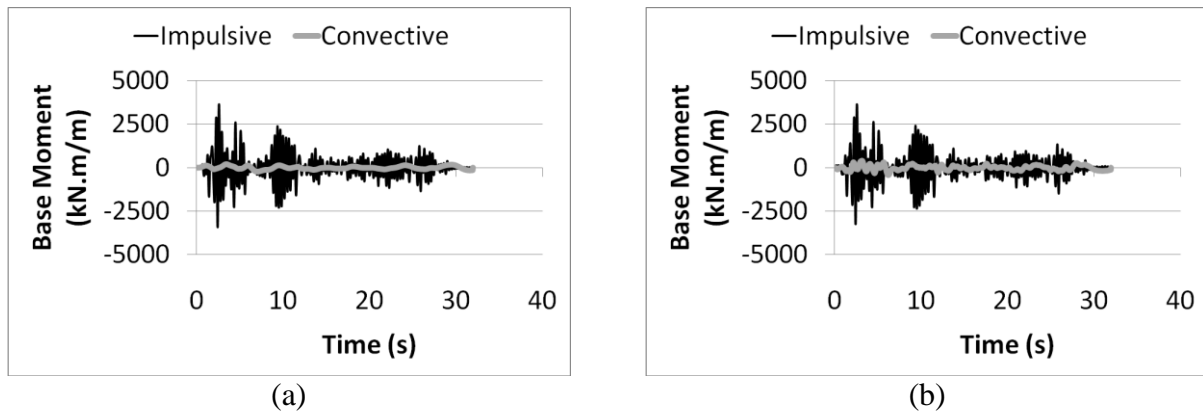 Impulsive Convective
5000
2500
0
-2500
-5000
Base Moment
(kN.m/m)
0 10 20 30 40
Time (s)
(a)
Impulsive Convective
5000
2500
0
-2500
-5000
Base Moment
(kN.m/m)
0 10 20 30 40
Time (s)
(b)